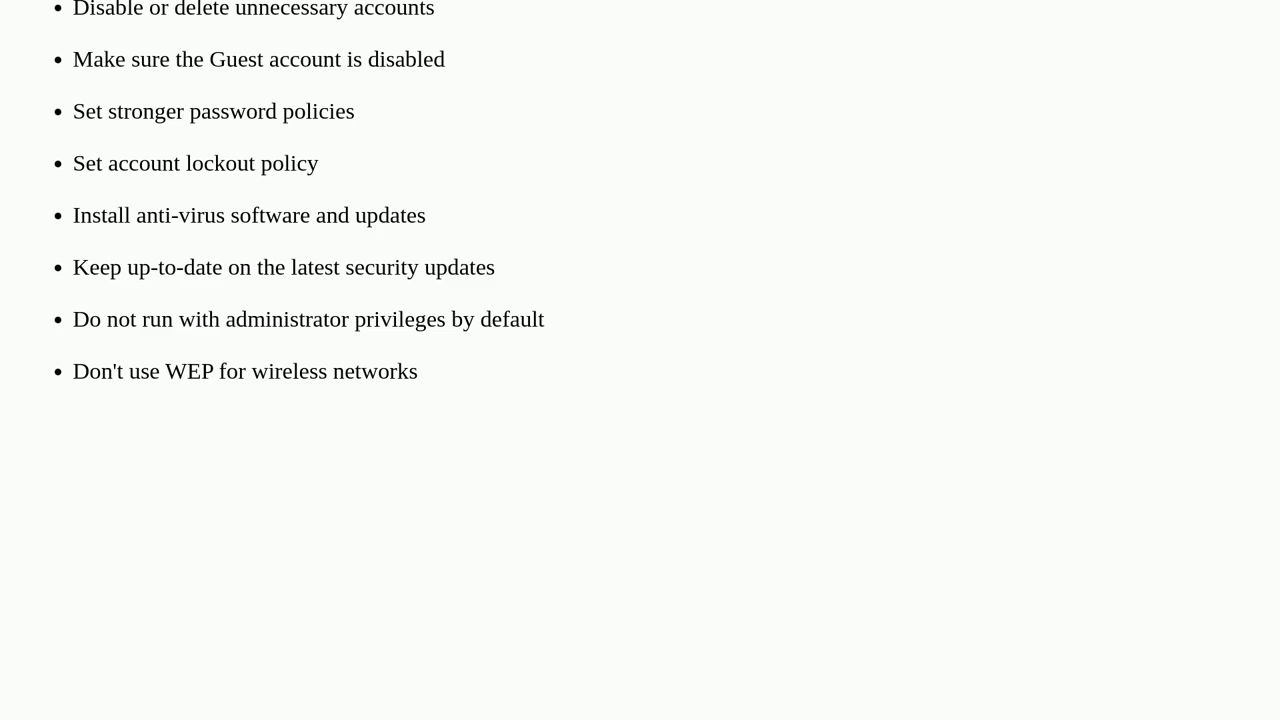 • Disable or delete unnecessary accounts
• Make sure the Guest account is disabled
• Set stronger password policies
• Set account lockout policy
• Install anti-virus software and updates
• Keep up-to-date on the latest security updates
• Do not run with administrator privileges by default
• Don't use WEP for wireless networks